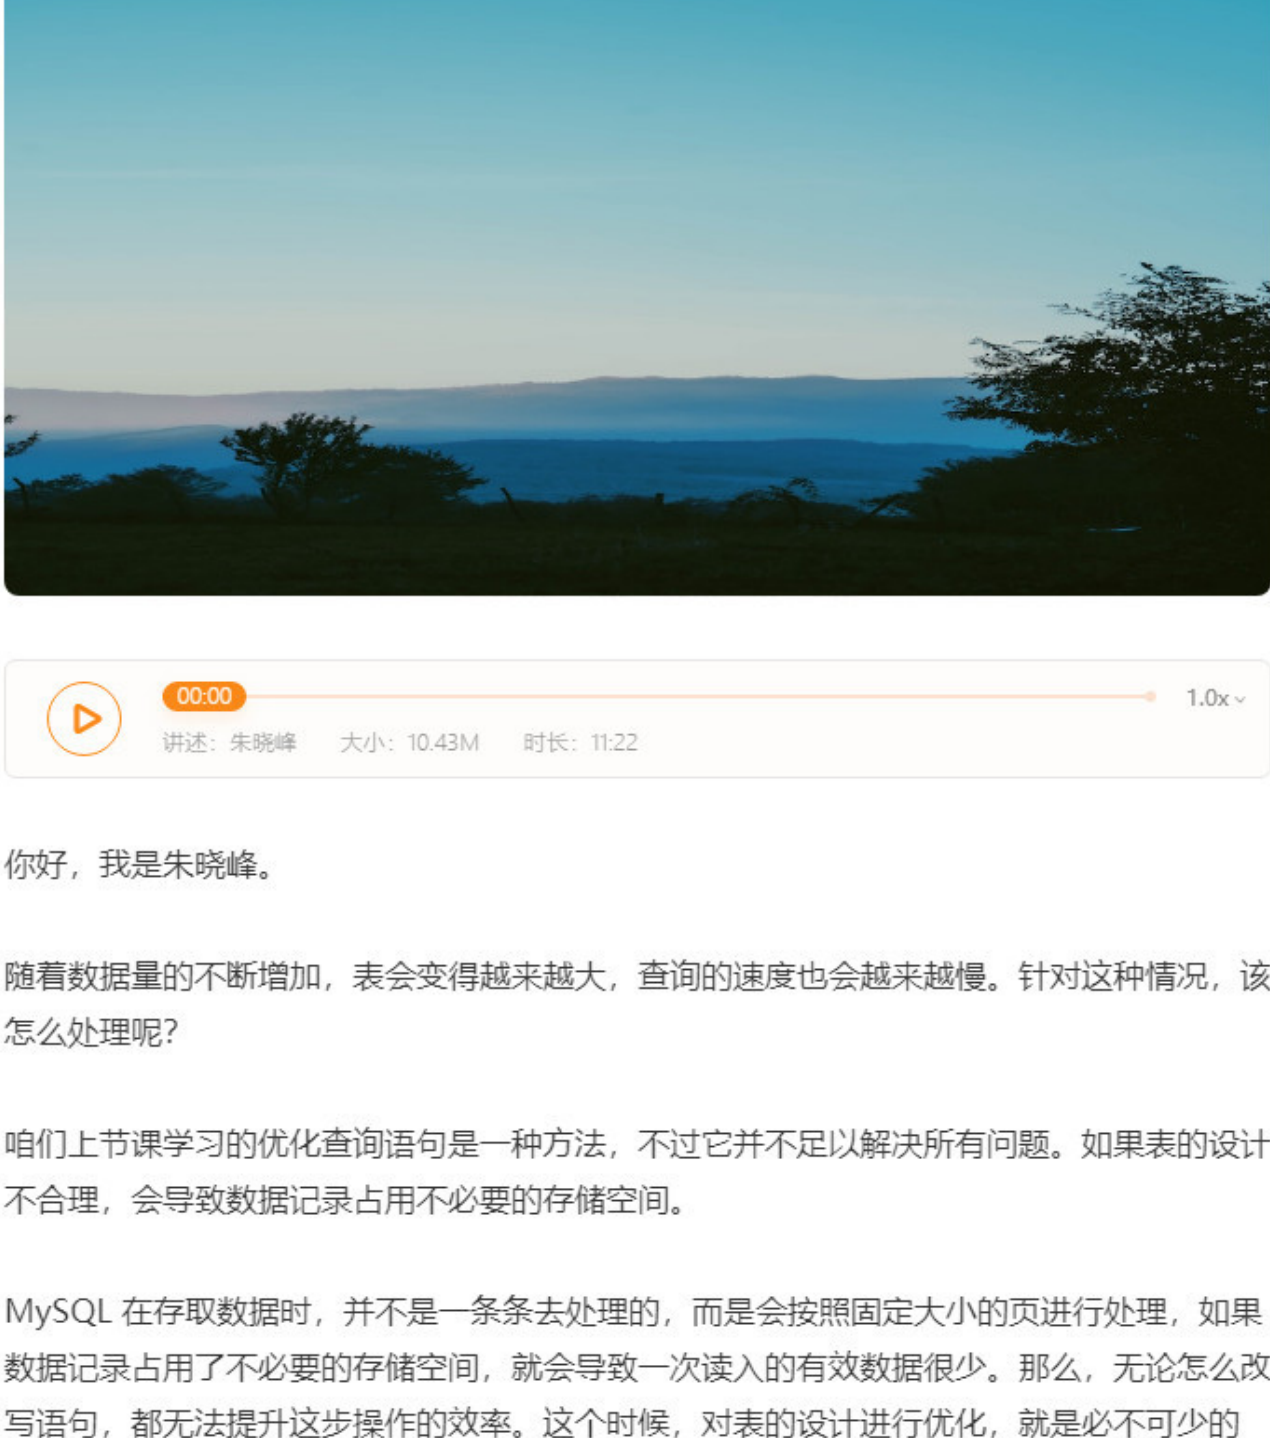 00:00
1.0x
讲述：朱晓峰 大小：10.43M 时长：11:22
你好，我是朱晓峰。
随着数据量的不断增加，表会变得越来越大，查询的速度也会越来越慢。针对这种情况，该
怎么处理呢？
咱们上节课学习的优化查询语句是一种方法，不过它并不足以解决所有问题。如果表的设计
不合理，会导致数据记录占用不必要的存储空间。
MySQL 在存取数据时，并不是一条条去处理的，而是会按照固定大小的页进行处理，如果
数据记录占用了不必要的存储空间，就会导致一次读入的有效数据很少。那么，无论怎么改
写语句，都无法提升这步操作的效率。这个时候，对表的设计进行优化，就是必不可少的